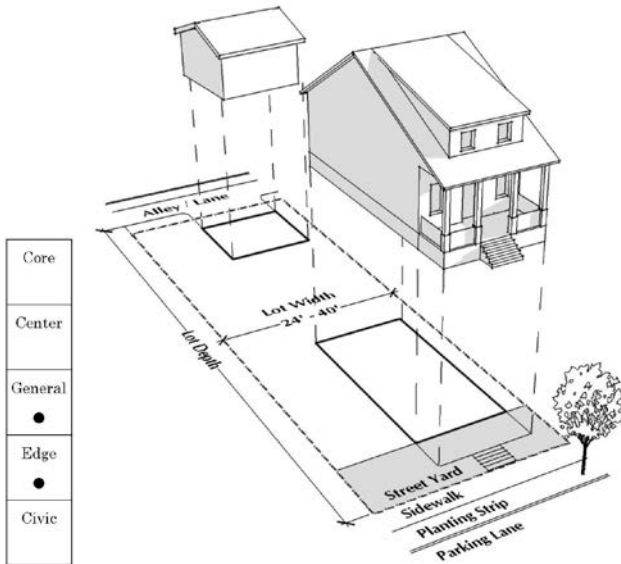 Alley / Lane
Lot Width
24' - 40'
Lot Depth
Core
Center
General
Edge
Civic
Street Yard
Sidewalk
Planting Strip
Parking Lane